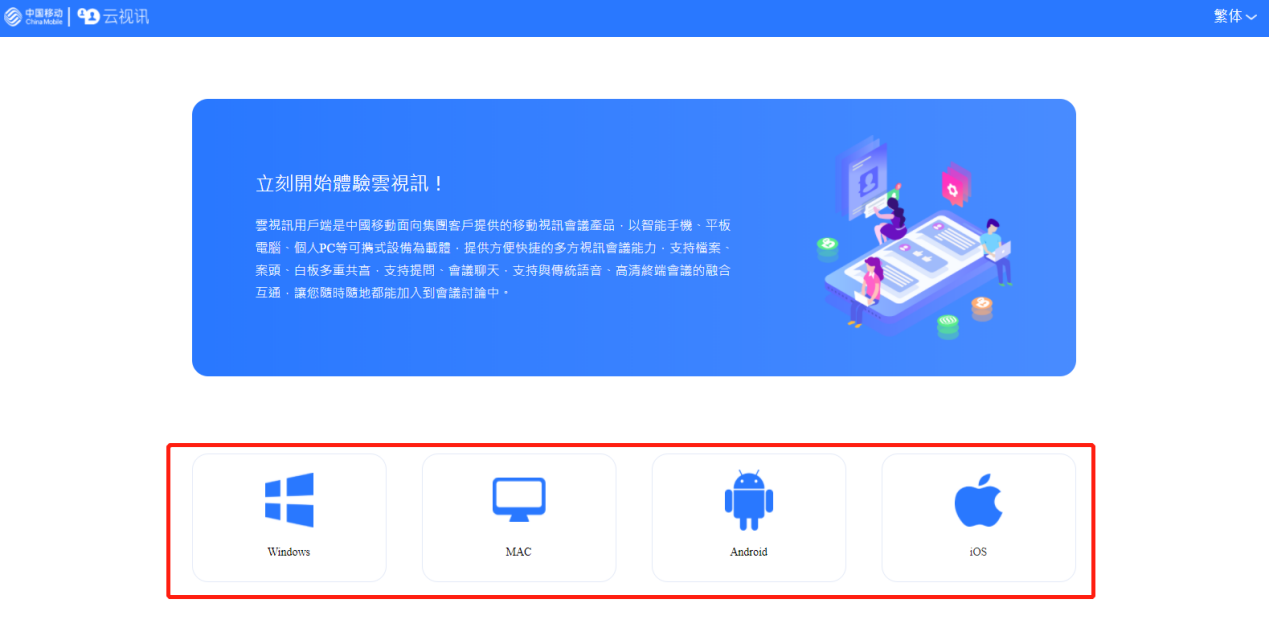 中国移动
China Mobile
云视讯
繁体
立刻開始體驗雲視訊！
雲視訊用戶端是中國移動面向集團客戶提供的移動視訊會議產品，以智能手機、平板
電腦、個人PC等可攜式設備為載體，提供方便快捷的多方視訊會議能力，支持檔案、
案頭、白板多重共亯，支持提問、會議聊天，支持與傳統語音、高清終端會議的融合
互通，讓您隨時隨地都能加入到會議討論中。
Windows
MAC
Android
iOS